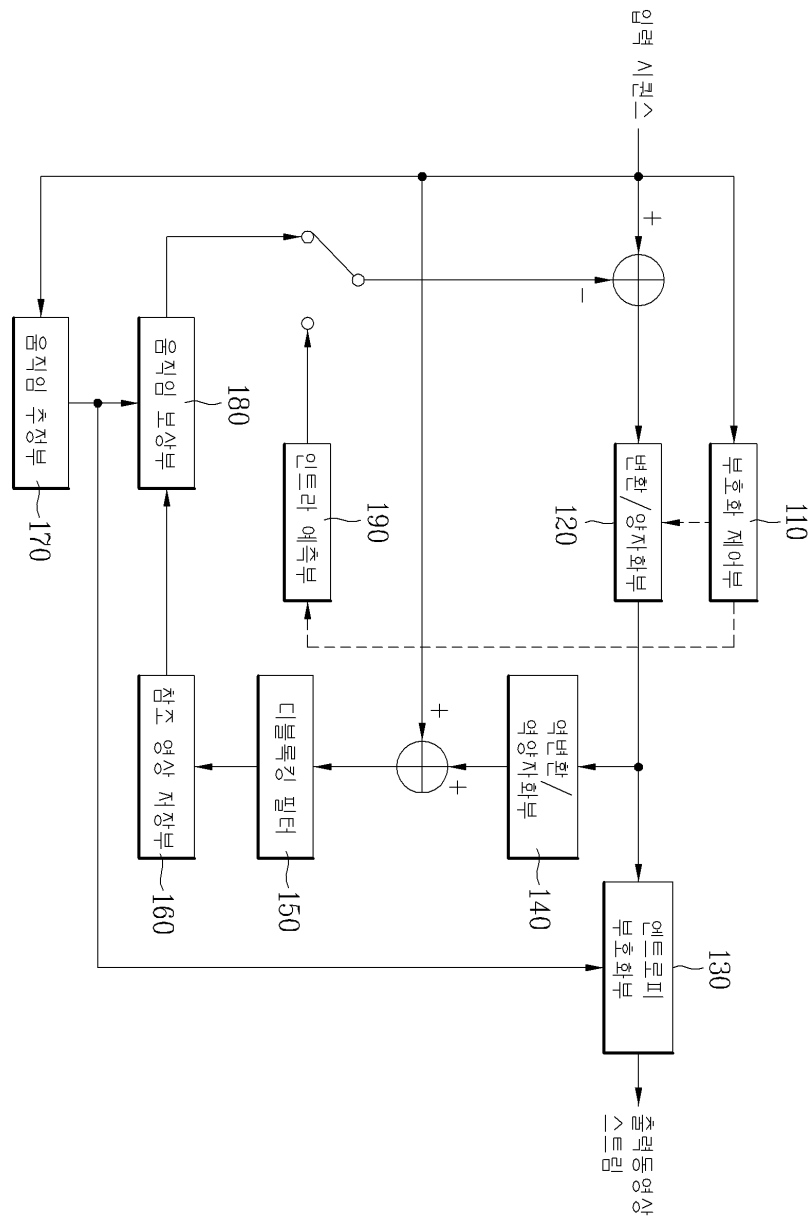 입력 시퀀스
+
-
부호화 제어부
110
변환/양자화부
120
엔트로피
부호화부
130
출력동영상
스트림
역변환/
역양자화부
140
+
+
디블록킹 필터
150
참조 영상 저장부
160
인트라 예측부
190
움직임 보상부
180
움직임 추정부
170